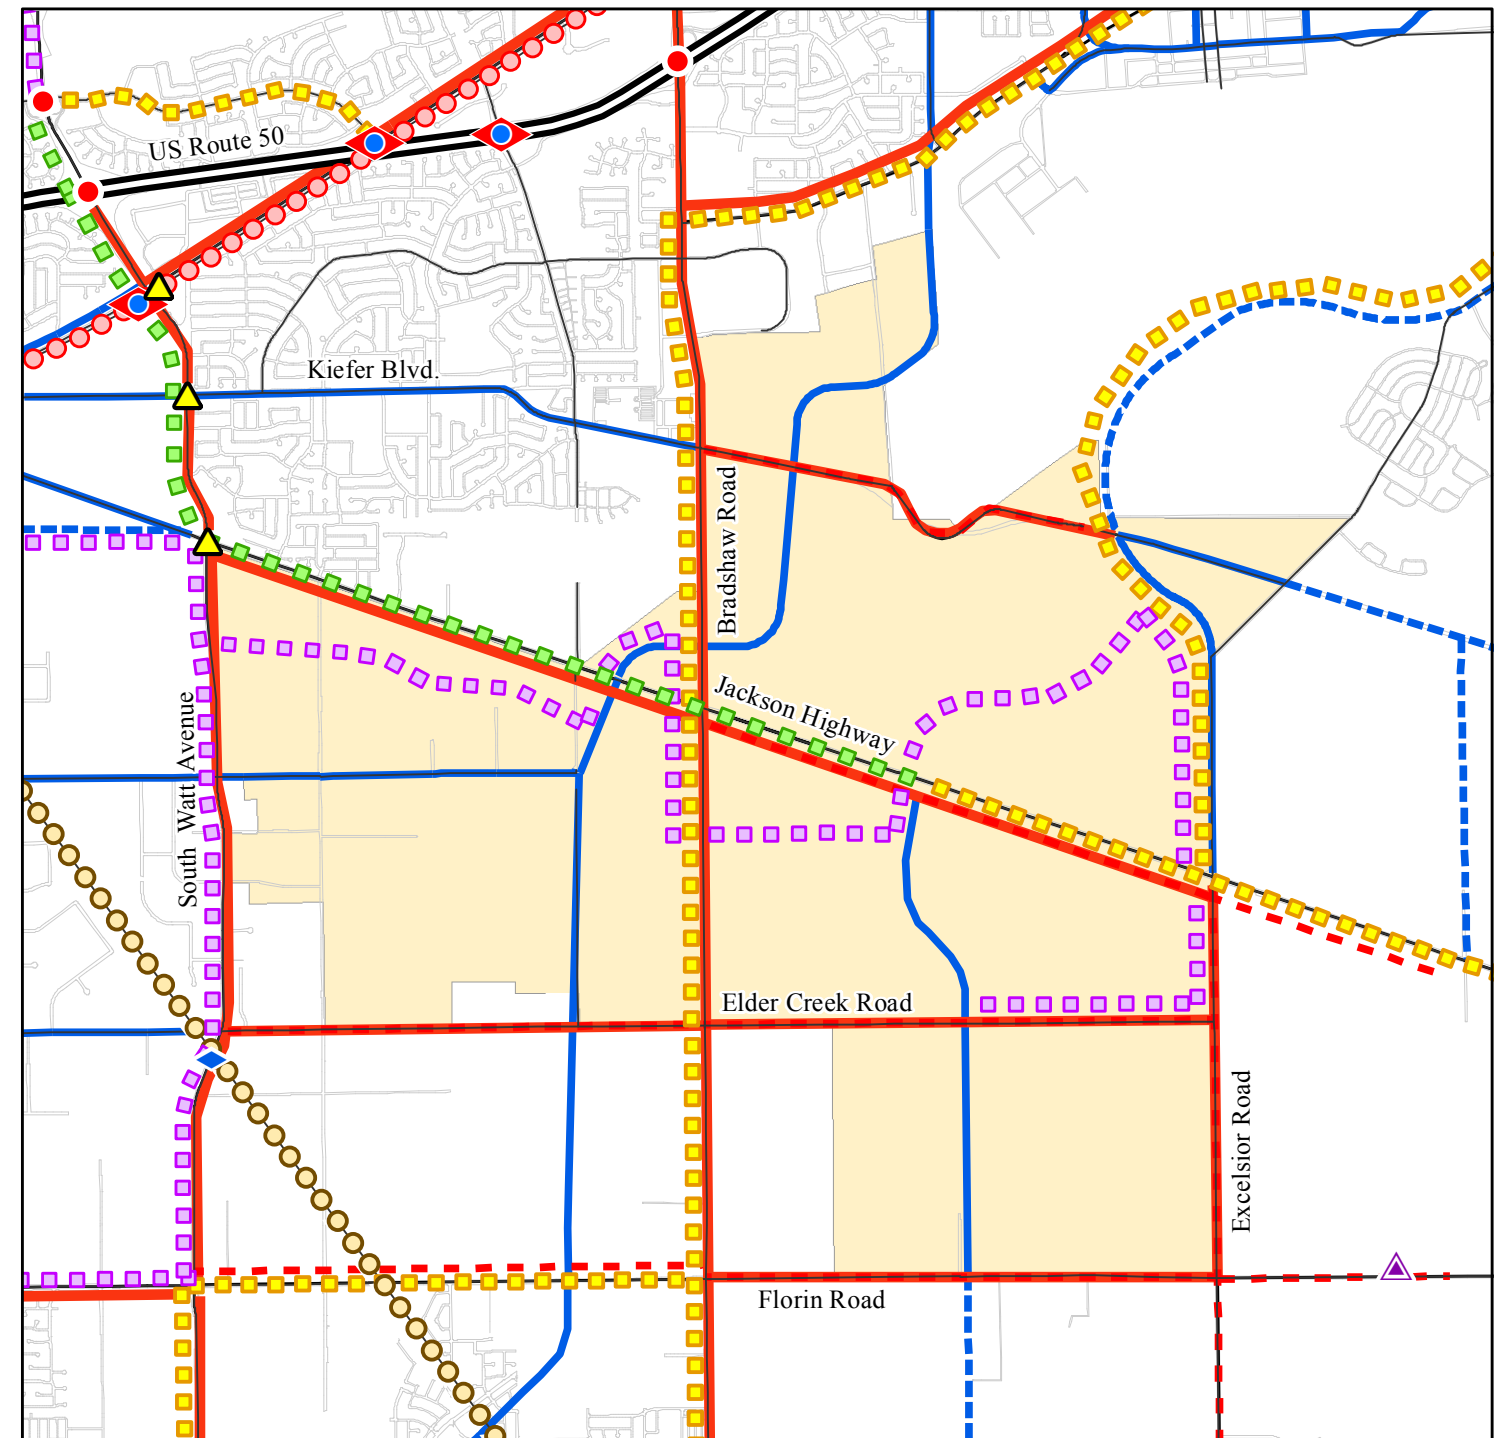 US Route 50
Kiefer Blvd.
Bradshaw Road
Jackson Highway
South Watt Avenue
Elder Creek Road
Excelsior Road
Florin Road